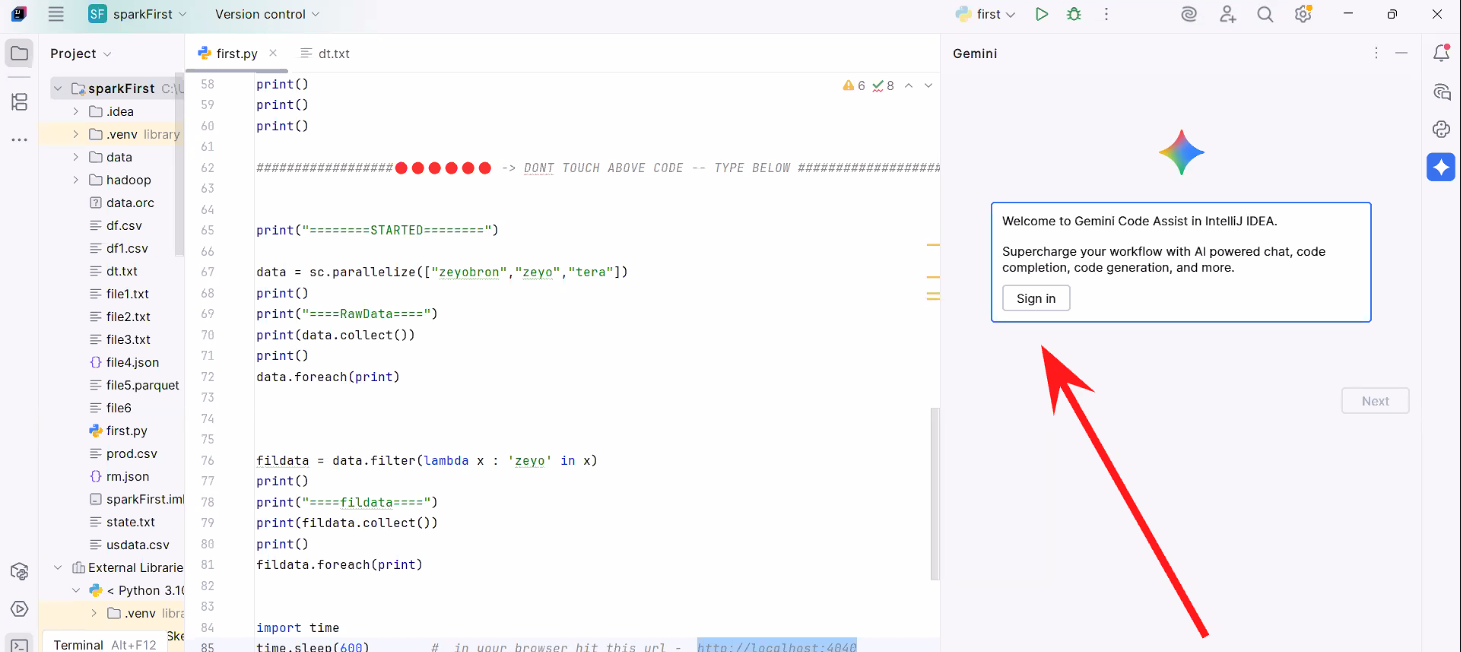 SF sparkFirst Version control first
Project
first.py dt.txt
Gemini
sparkFirst C:\U
.idea
.venv library
data
hadoop
data.orc
df.csv
df1.csv
dt.txt
file1.txt
file2.txt
file3.txt
file4.json
file5.parquet
file6
first.py
prod.csv
rm.json
sparkFirst.iml
state.txt
usdata.csv
External Librarie
< Python 3.10
.venv libra
Ske
Terminal Alt+F12
6 8
58 print()
59 print()
60 print()
61
62 ##################🔴🔴🔴🔴🔴🔴 -> DONT TOUCH ABOVE CODE -- TYPE BELOW ###################
63
64
65 print("========STARTED========")
66
67 data = sc.parallelize(["zeyobron","zeyo","tera"])
68 print()
69 print("====RawData====")
70 print(data.collect())
71 print()
72 data.foreach(print)
73
74
75
76 fildata = data.filter(lambda x : 'zeyo' in x)
77 print()
78 print("====fildata====")
79 print(fildata.collect())
80 print()
81 fildata.foreach(print)
82
83
84 import time
85 time.sleep(600) # in your browser hit this url - http://localhost:4040
Welcome to Gemini Code Assist in IntelliJ IDEA.
Supercharge your workflow with AI powered chat, code
completion, code generation, and more.
Sign in
Next